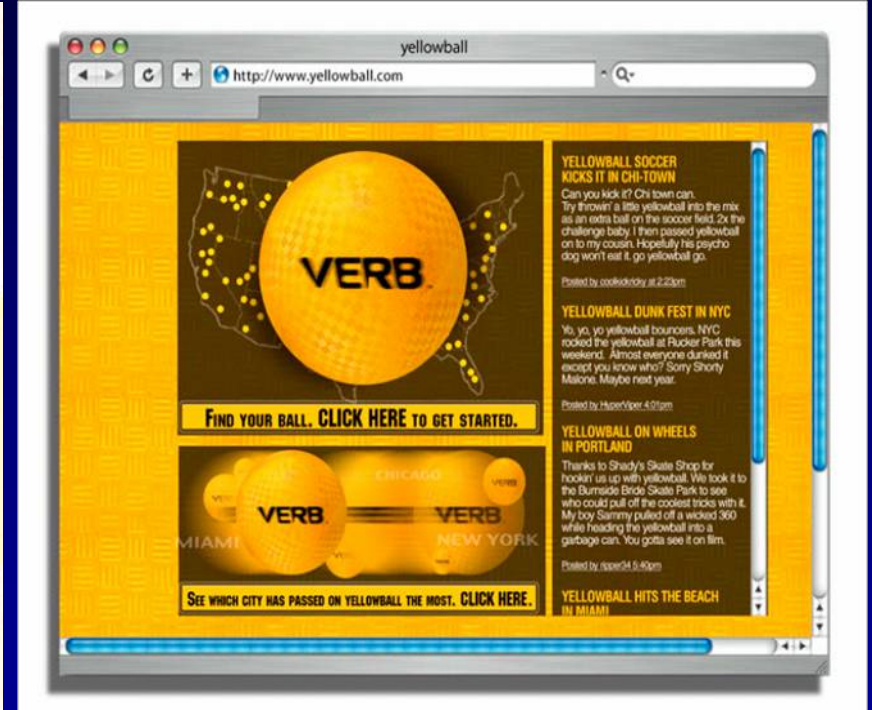 yellowball
http://www.yellowball.com
VERB
FIND YOUR BALL. CLICK HERE TO GET STARTED.
CHICAGO
VERB
VERB
VERB
MIAMI
NEW YORK
SEE WHICH CITY HAS PASSED ON YELLOWBALL THE MOST. CLICK HERE.
YELLOWBALL SOCCER
KICKS IT IN CHI-TOWN
Can you kick it? Chi town can.
Try throwin' a little yellowball into the mix
as an extra ball on the soccer field. 2x the
challenge baby. I then passed yellowball
on to my cousin. Hopefully his psycho
dog won't eat it. go yellowball go.
Posted by coolkidricky at 2:23pm
YELLOWBALL DUNK FEST IN NYC
Yo, yo, yo yellowball bouncers, NYC
rocked the yellowball at Rucker Park this
weekend. Almost everyone dunked it
except you know who? Sorry Shorty
Malone. Maybe next year.
Posted by HyperViper 4:01pm
YELLOWBALL ON WHEELS
IN PORTLAND
Thanks to Shady's Skate Shop for
hookin' us up with yellowball. We took it to
the Burnside Bride Skate Park to see
who could pull off the coolest tricks with it.
My boy Sammy pulled off a wicked 360
while heading the yellowball into a
garbage can. You gotta see it on film.
Posted by ripper34 5:40pm
YELLOWBALL HITS THE BEACH
IN MIAMI